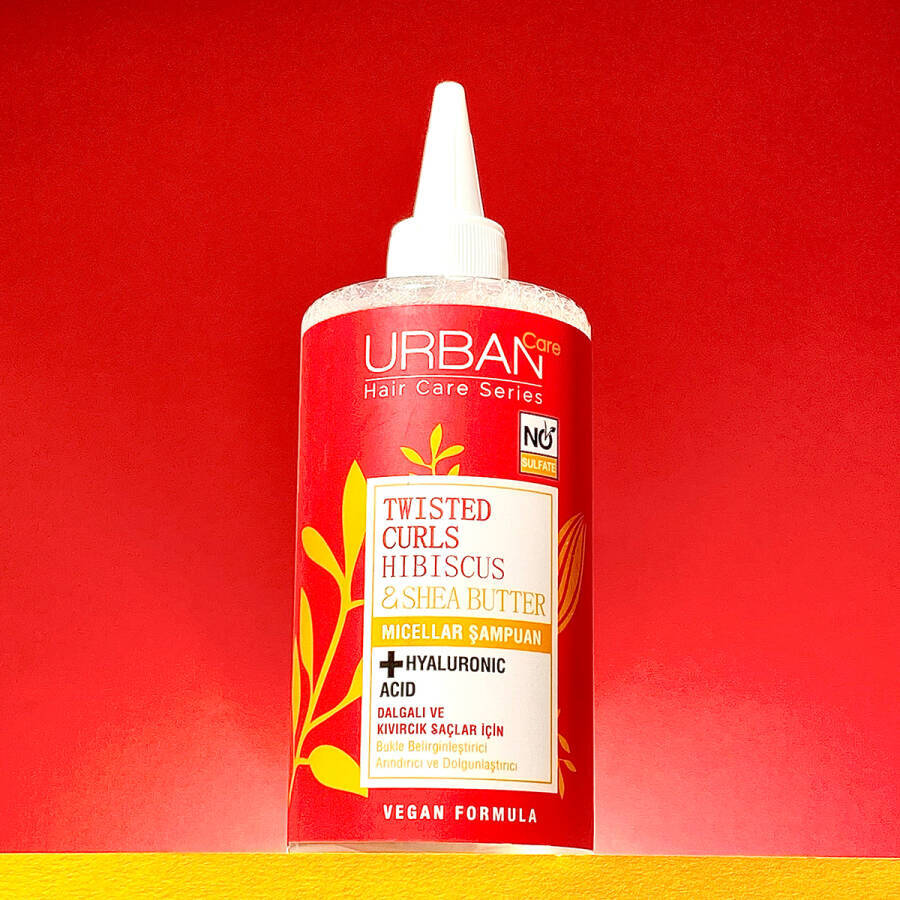 URBAN Care
Hair Care Series
NO
SULFATE
TWISTED
CURLS
HIBISCUS
& SHEA BUTTER
MICELLAR ŞAMPUAN
+HYALURONIC
ACID
DALGALI VE
KIVIRCIK SAÇLAR İÇİN
Bukle Belirginleştirici
Arındırıcı ve Dolgunlaştırıcı
VEGAN FORMULA